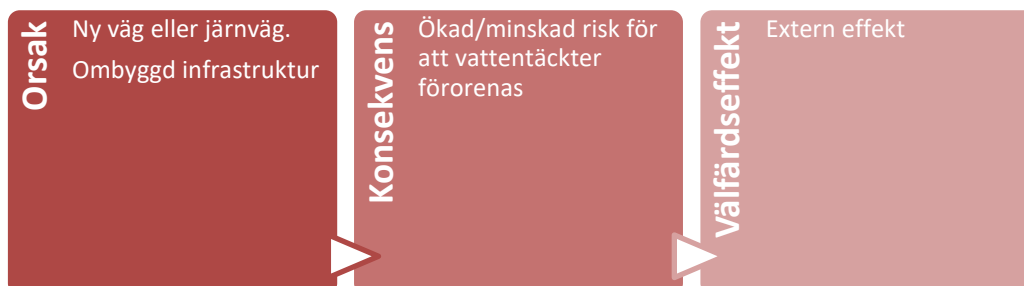 Orsak
Ny väg eller järnväg.
Ombyggd infrastruktur
Konsekvens
Ökad/minskad risk för
att vattentäckter
förorenas
Välfärdseffekt
Extern effekt